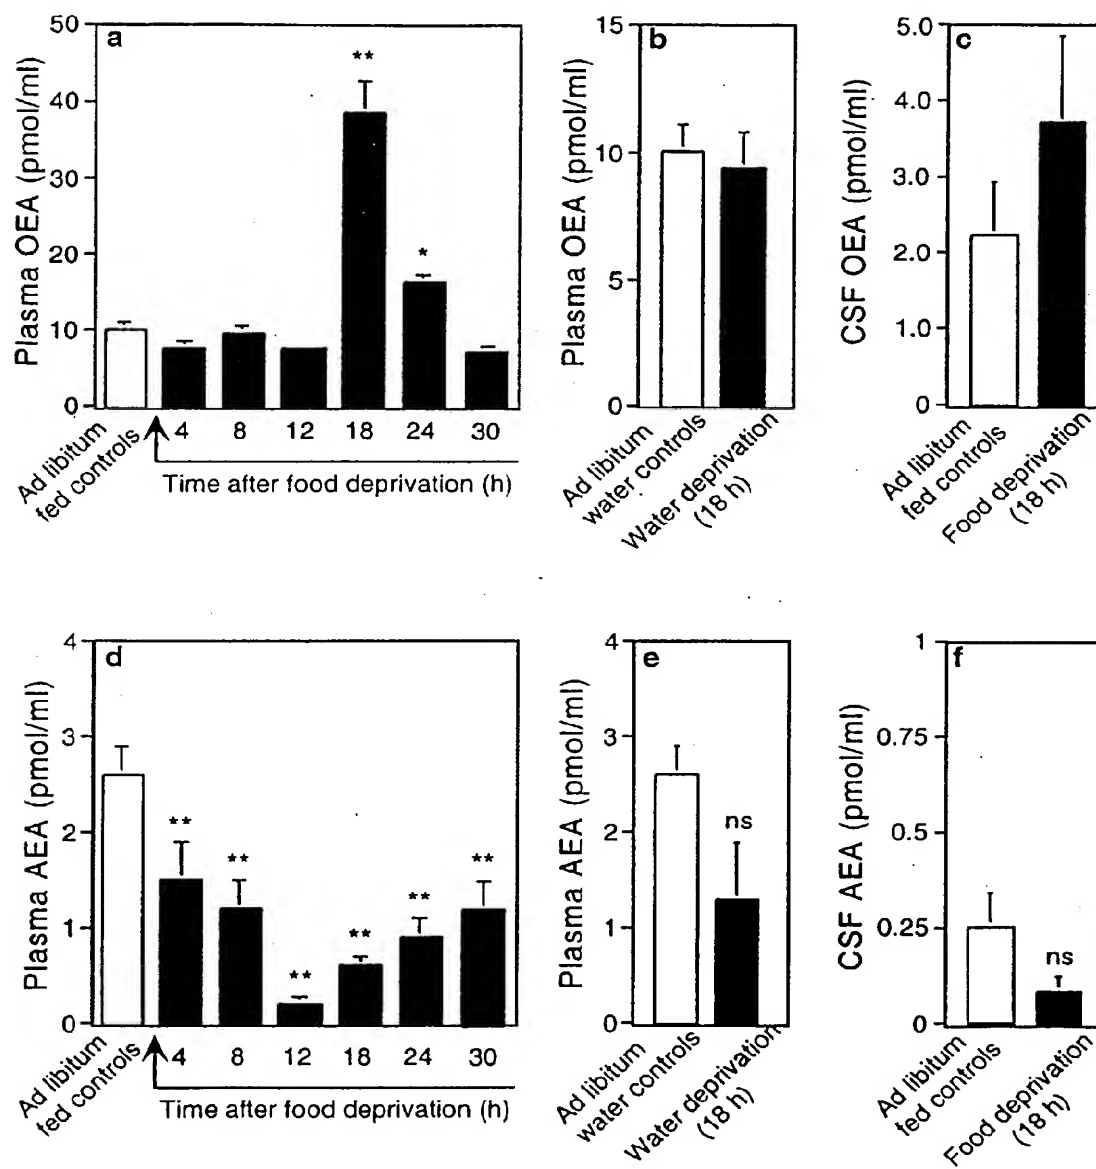 a
Plasma OEA (pmol/ml)
50
40
30
20
10
0
**
*
Ad libitum
fed controls
4 8 12 18 24 30
Time after food deprivation (h)
b
Plasma OEA (pmol/ml)
15
10
5
0
Ad libitum
water controls
Water deprivation
(18 h)
c
CSF OEA (pmol/ml)
5.0
4.0
3.0
2.0
1.0
0
Ad libitum
fed controls
Food deprivation
(18 h)
d
Plasma AEA (pmol/ml)
4
3
2
1
0
**
**
**
**
**
**
Ad libitum
fed controls
4 8 12 18 24 30
Time after food deprivation (h)
e
Plasma AEA (pmol/ml)
4
3
2
1
0
ns
Ad libitum
water controls
Water deprivation
(18 h)
f
CSF AEA (pmol/ml)
1
0.75
0.5
0.25
0
ns
Ad libitum
fed controls
Food deprivation
(18 h)